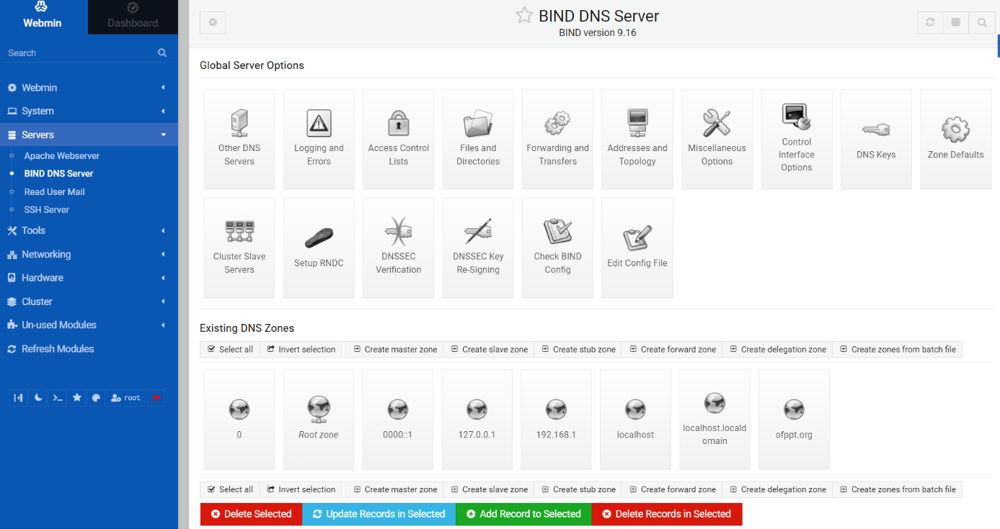 Webmin
Dashboard
Search
Webmin
System
Servers
Apache Webserver
BIND DNS Server
Read User Mail
SSH Server
Tools
Networking
Hardware
Cluster
Un-used Modules
Refresh Modules
root
BIND DNS Server
BIND version 9.16
Global Server Options
Other DNS
Servers
Logging and
Errors
Access Control
Lists
Files and
Directories
Forwarding and
Transfers
Addresses and
Topology
Miscellaneous
Options
Control
Interface
Options
DNS Keys
Zone Defaults
Cluster Slave
Servers
Setup RNDC
DNSSEC
Verification
DNSSEC Key
Re-Signing
Check BIND
Config
Edit Config File
Existing DNS Zones
Select all Invert selection Create master zone Create slave zone Create stub zone Create forward zone Create delegation zone Create zones from batch file
0
Root zone
0000::1
127.0.0.1
192.168.1
localhost
localhost.locald
omain
ofppt.org
Select all Invert selection Create master zone Create slave zone Create stub zone Create forward zone Create delegation zone Create zones from batch file
Delete Selected Update Records in Selected Add Record to Selected Delete Records in Selected